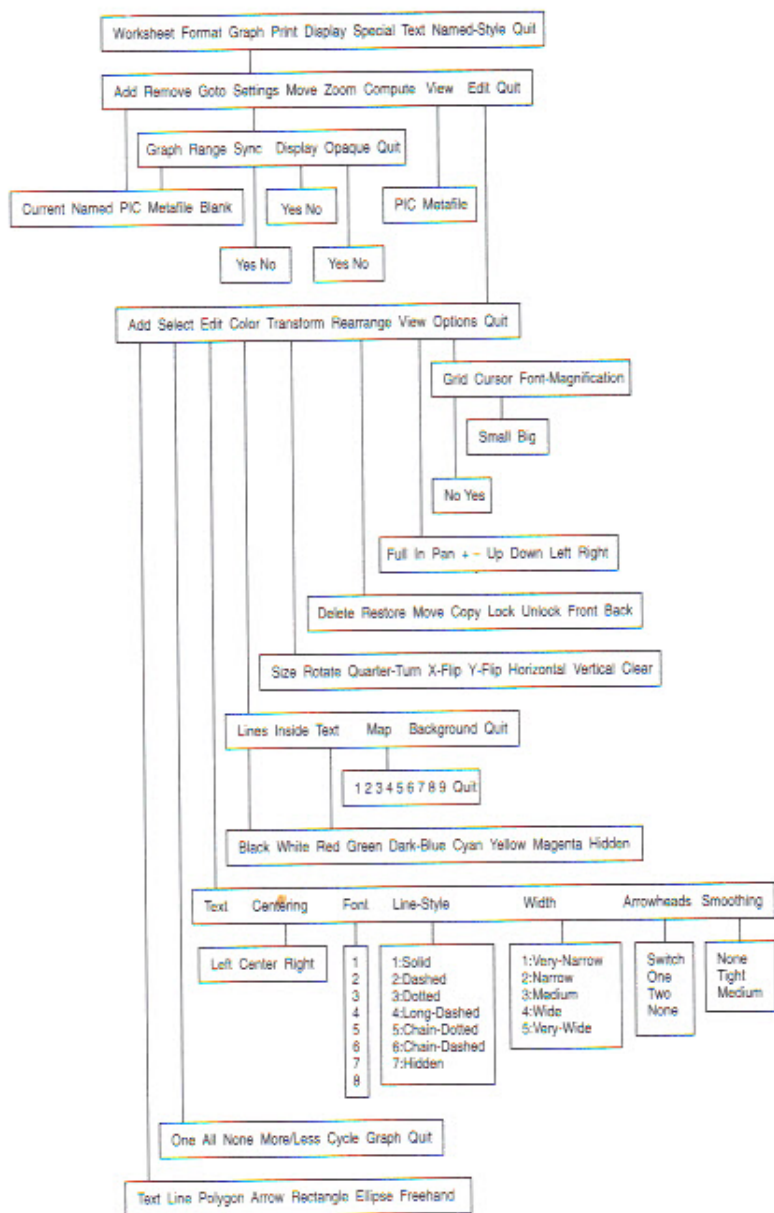 Worksheet Format Graph Print Display Special Text Named-Style Quit
Add Remove Goto Settings Move Zoom Compute View Edit Quit
Graph Range Sync Display Opaque Quit
Current Named PIC Metafile Blank
Yes No
PIC Metafile
Yes No
Yes No
Add Select Edit Color Transform Rearrange View Options Quit
Grid Cursor Font-Magnification
Small Big
No Yes
Full In Pan + - Up Down Left Right
Delete Restore Move Copy Lock Unlock Front Back
Size Rotate Quarter-Turn X-Flip Y-Flip Horizontal Vertical Clear
Lines Inside Text Map Background Quit
1 2 3 4 5 6 7 8 9 Quit
Black White Red Green Dark-Blue Cyan Yellow Magenta Hidden
Text Centering Font Line-Style Width Arrowheads Smoothing
Left Center Right
1
2
3
4
5
6
7
8
1:Solid
2:Dashed
3:Dotted
4:Long-Dashed
5:Chain-Dotted
6:Chain-Dashed
7:Hidden
1:Very-Narrow
2:Narrow
3:Medium
4:Wide
5:Very-Wide
Switch
One
Two
None
None
Tight
Medium
One All None More/Less Cycle Graph Quit
Text Line Polygon Arrow Rectangle Ellipse Freehand